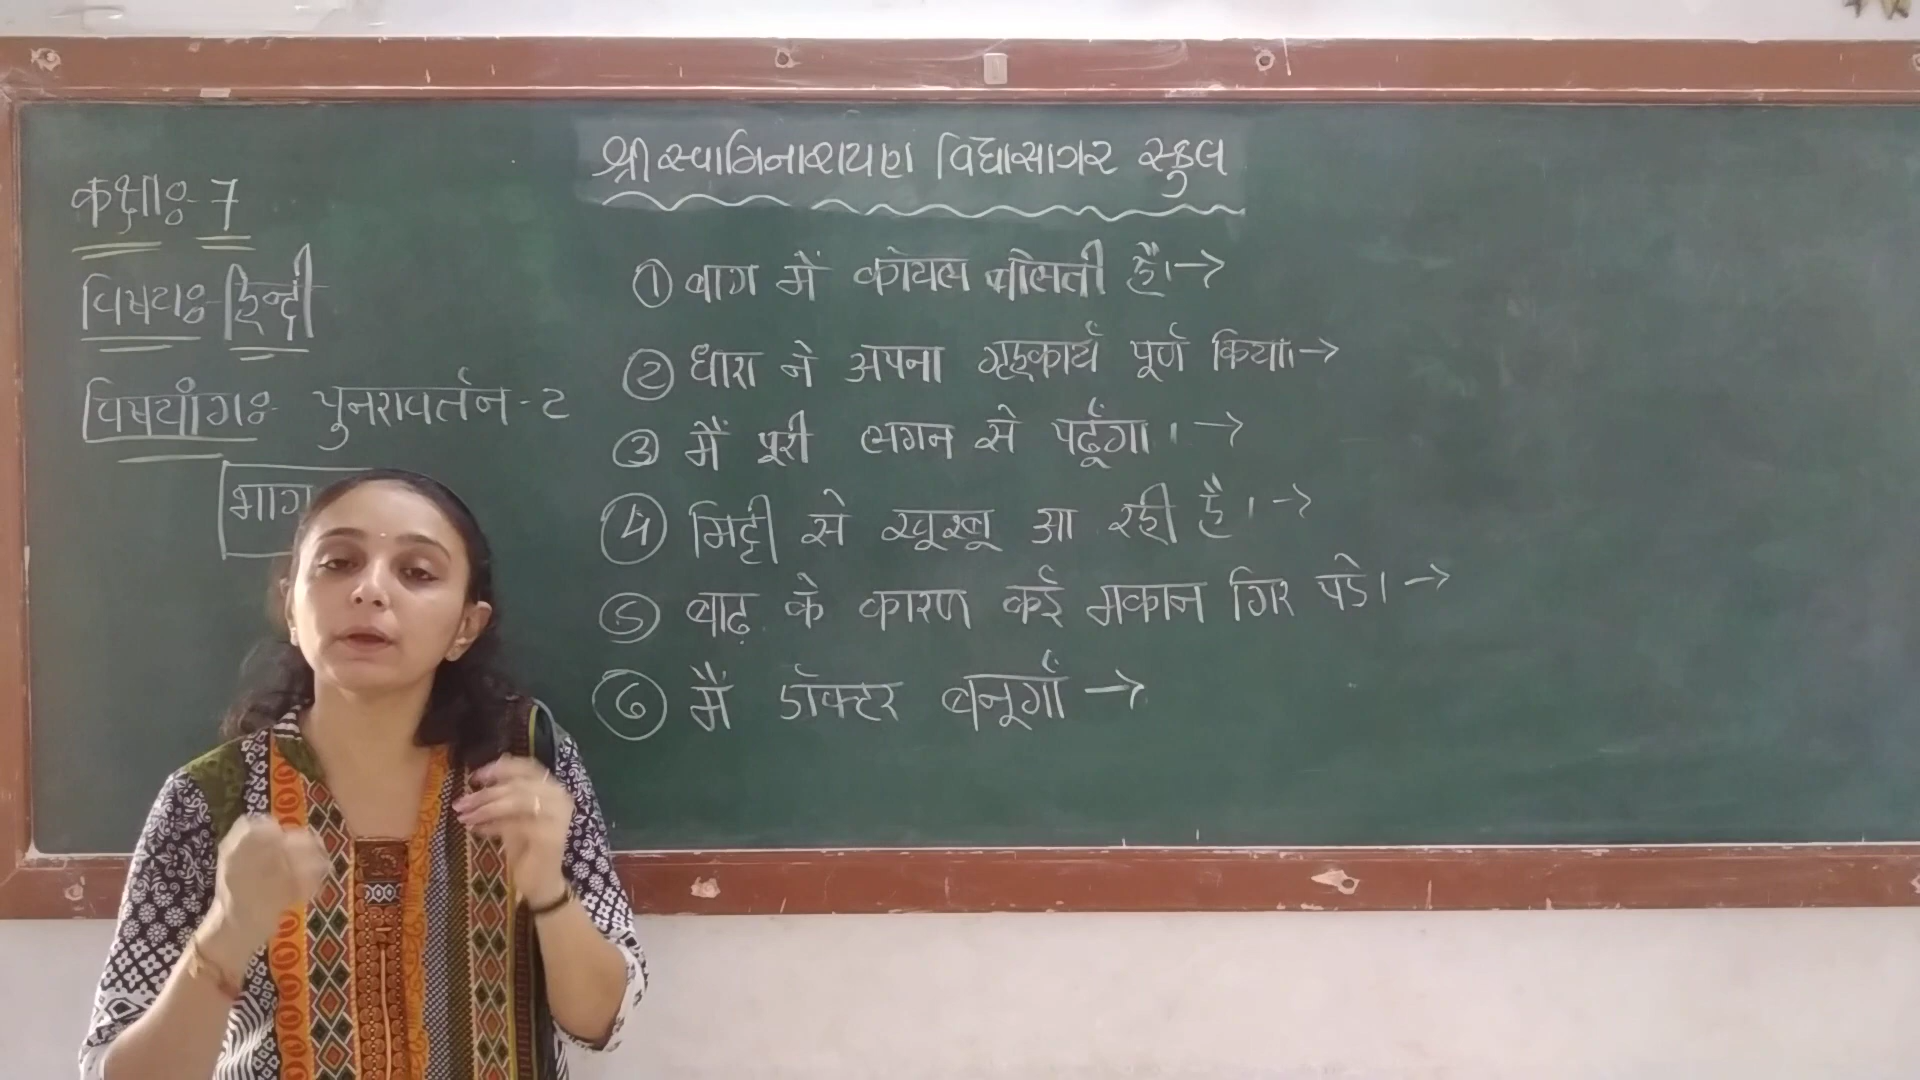 श्री स्वामिनारायण विद्यासागर स्कुल
कक्षाः- 7
विषयः- हिन्दी
विषयांगः- पुनरावर्तन - 2
भाग
① बाग में कोयल बोलती है।→
② धारा ने अपना गृहकार्य पूर्ण किया।→
③ मैं पूरी लगन से पढूँगा।→
④ मिट्टी से खूश्बू आ रही है।→
⑤ बाढ़ के कारण कई मकान गिर पडे।→
⑥ मैं डॉक्टर बनूगाँ→